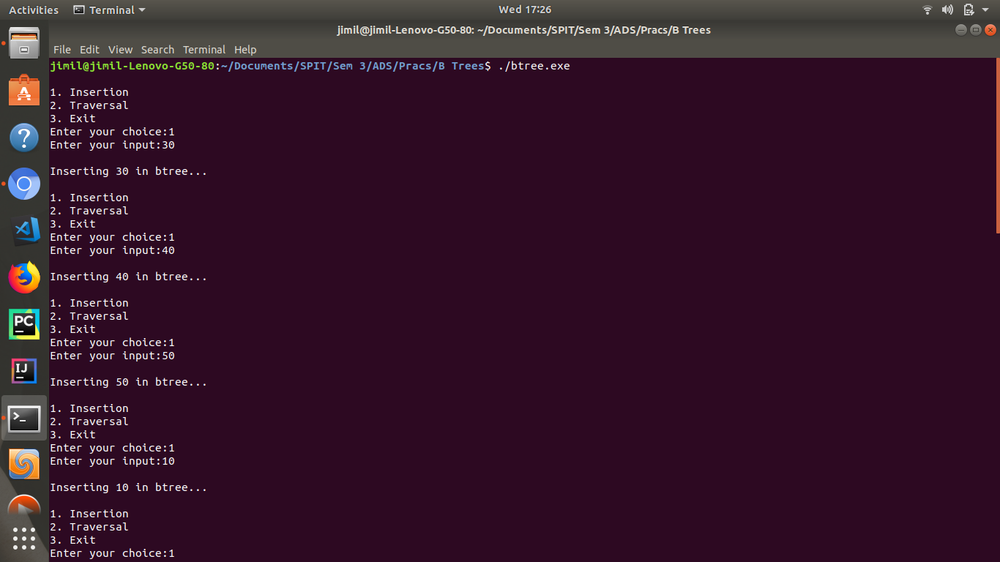 Activities Terminal Wed 17:26
jimil@jimil-Lenovo-G50-80: ~/Documents/SPIT/Sem 3/ADS/Pracs/B Trees
File Edit View Search Terminal Help
jimil@jimil-Lenovo-G50-80:~/Documents/SPIT/Sem 3/ADS/Pracs/B Trees$ ./btree.exe
1. Insertion
2. Traversal
3. Exit
Enter your choice:1
Enter your input:30
Inserting 30 in btree...
1. Insertion
2. Traversal
3. Exit
Enter your choice:1
Enter your input:40
Inserting 40 in btree...
1. Insertion
2. Traversal
3. Exit
Enter your choice:1
Enter your input:50
Inserting 50 in btree...
1. Insertion
2. Traversal
3. Exit
Enter your choice:1
Enter your input:10
Inserting 10 in btree...
1. Insertion
2. Traversal
3. Exit
Enter your choice:1
PC
IJ